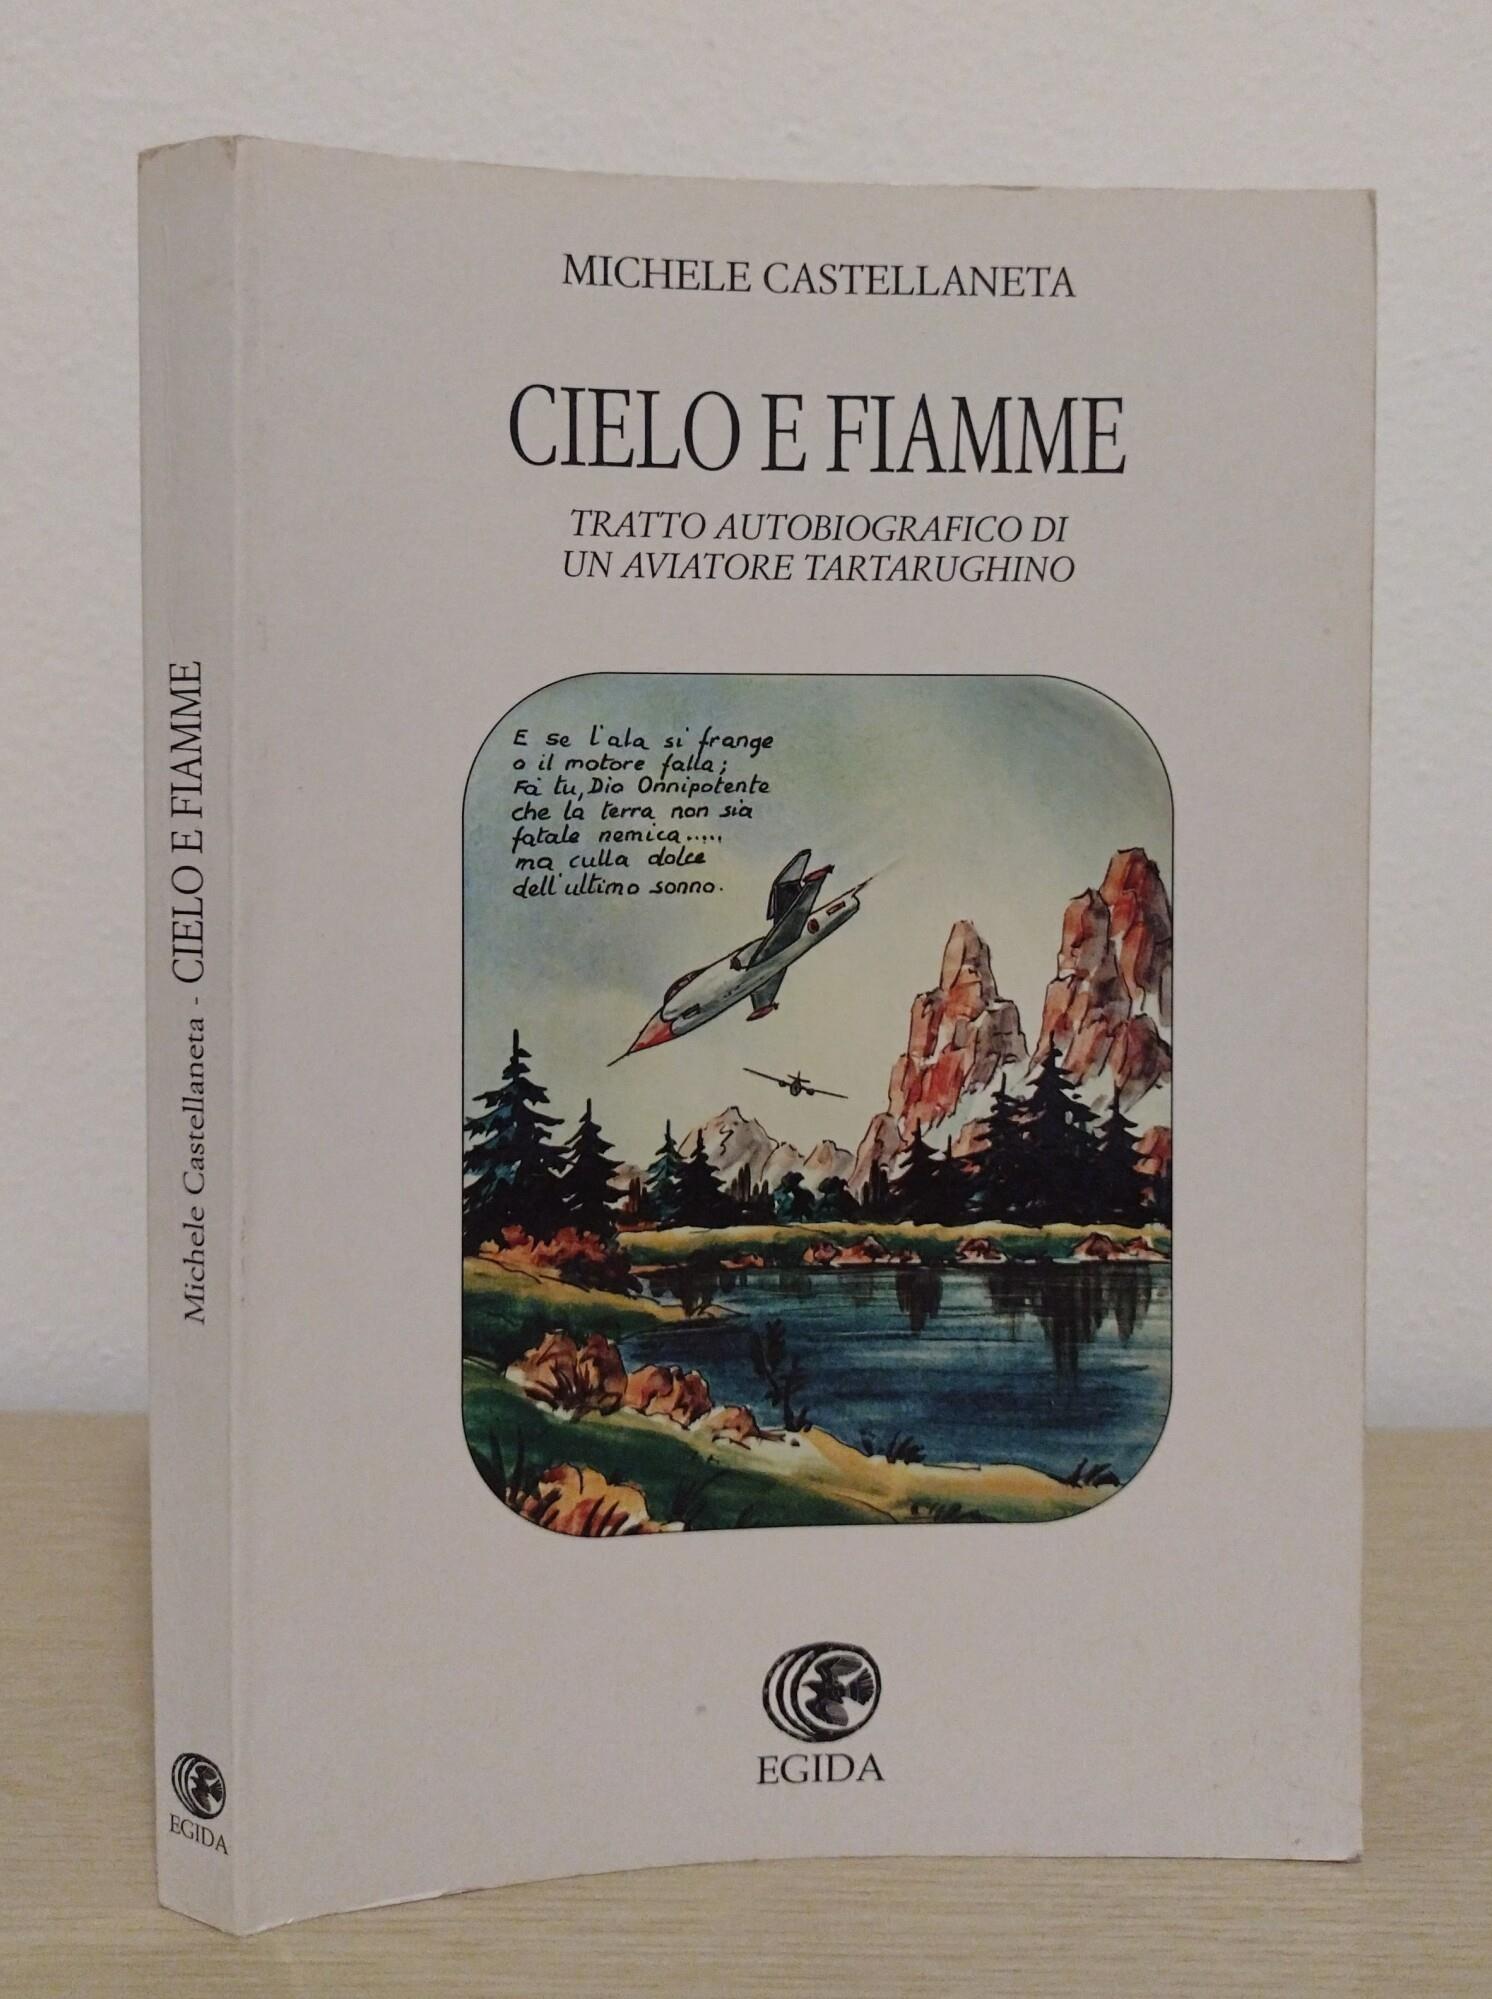 MICHELE CASTELLANETA
CIELO E FIAMME
TRATTO AUTOBIOGRAFICO DI
UN AVIATORE TARTARUGHINO
E se l'ala si frange
o il motore falla;
Fà tu, Dio Onnipotente
che la terra non sia
fatale nemica.....
ma culla dolce
dell'ultimo sonno.
EGIDA
Michele Castellaneta - CIELO E FIAMME
EGIDA